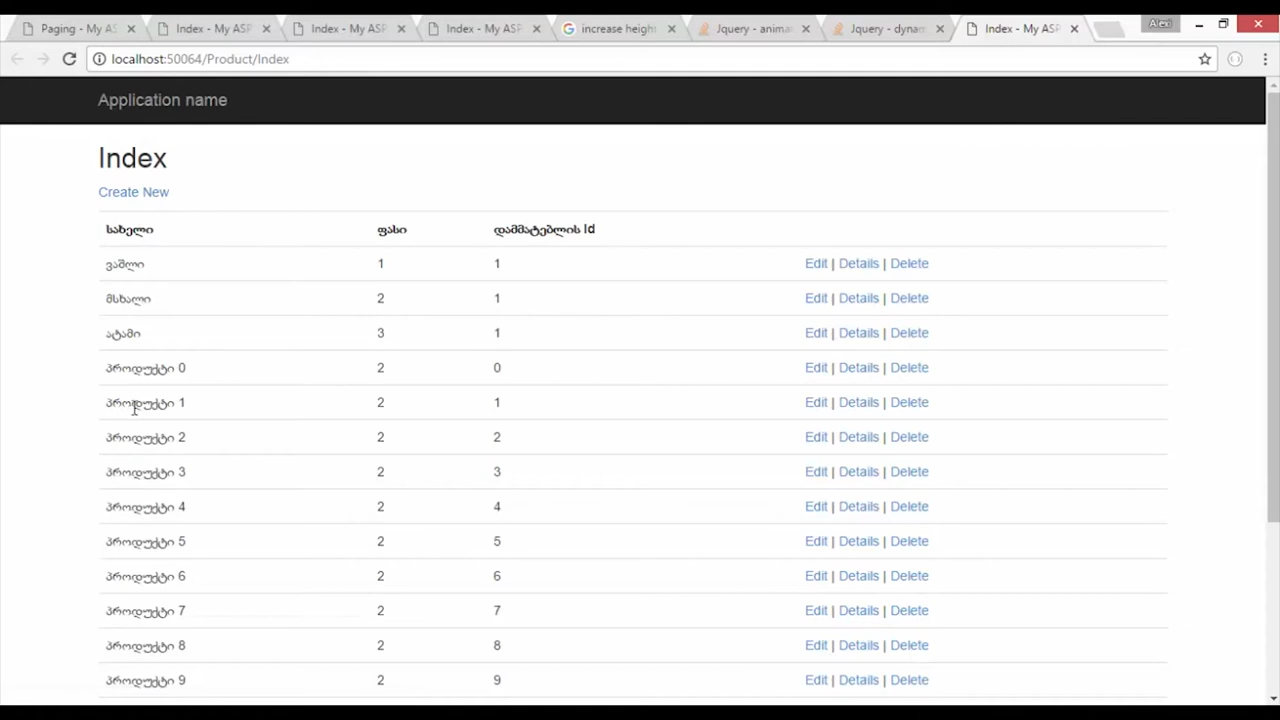 Paging - My AS
Index - My ASP
Index - My ASP
Index - My ASP
increase heigh
Jquery - anima
Jquery - dynam
Index - My ASP
Alexi
localhost:50064/Product/Index
Application name
Index
Create New
სახელი ფასი დამმატებლის Id
ვაშლი 1 1 Edit | Details | Delete
მსხალი 2 1 Edit | Details | Delete
ატამი 3 1 Edit | Details | Delete
პროდუქტი 0 2 0 Edit | Details | Delete
პროდუქტი 1 2 1 Edit | Details | Delete
პროდუქტი 2 2 2 Edit | Details | Delete
პროდუქტი 3 2 3 Edit | Details | Delete
პროდუქტი 4 2 4 Edit | Details | Delete
პროდუქტი 5 2 5 Edit | Details | Delete
პროდუქტი 6 2 6 Edit | Details | Delete
პროდუქტი 7 2 7 Edit | Details | Delete
პროდუქტი 8 2 8 Edit | Details | Delete
პროდუქტი 9 2 9 Edit | Details | Delete